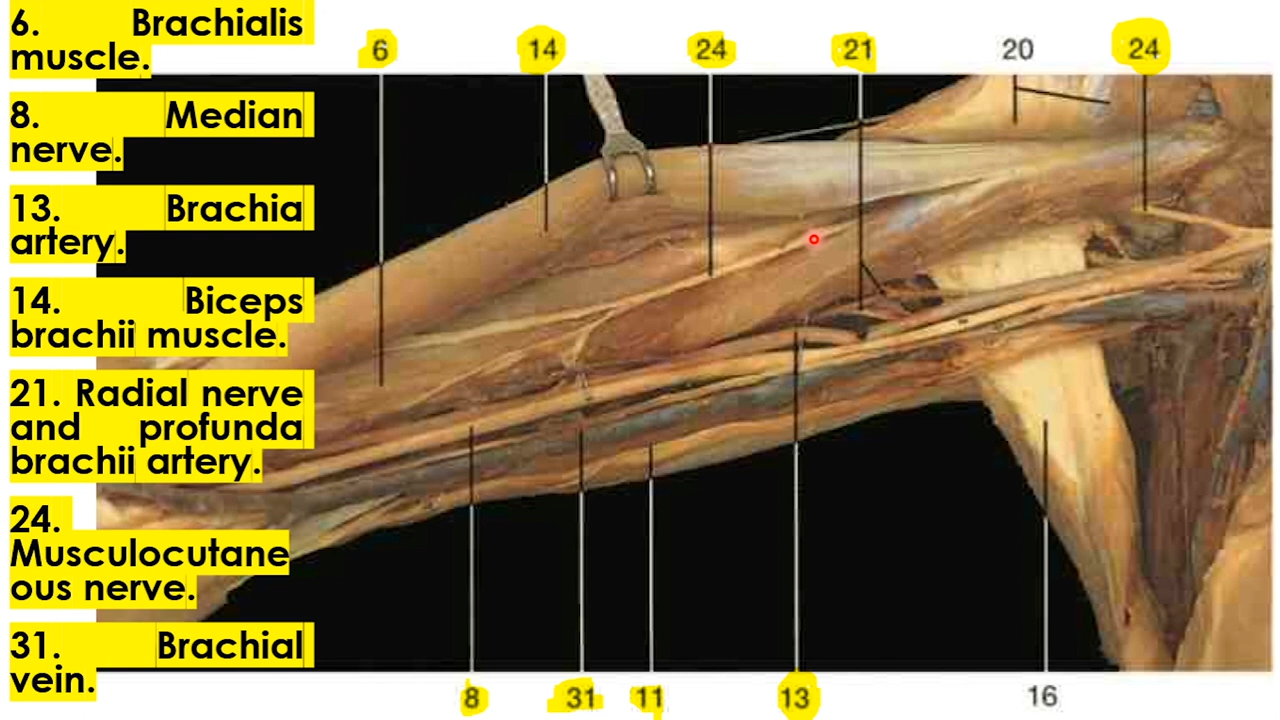 6. Brachialis
muscle.
8. Median
nerve.
13. Brachia
artery.
14. Biceps
brachii muscle.
21. Radial nerve
and profunda
brachii artery.
24.
Musculocutane
ous nerve.
31. Brachial
vein.
6 14 24 21 20 24
8 31 11 13 16